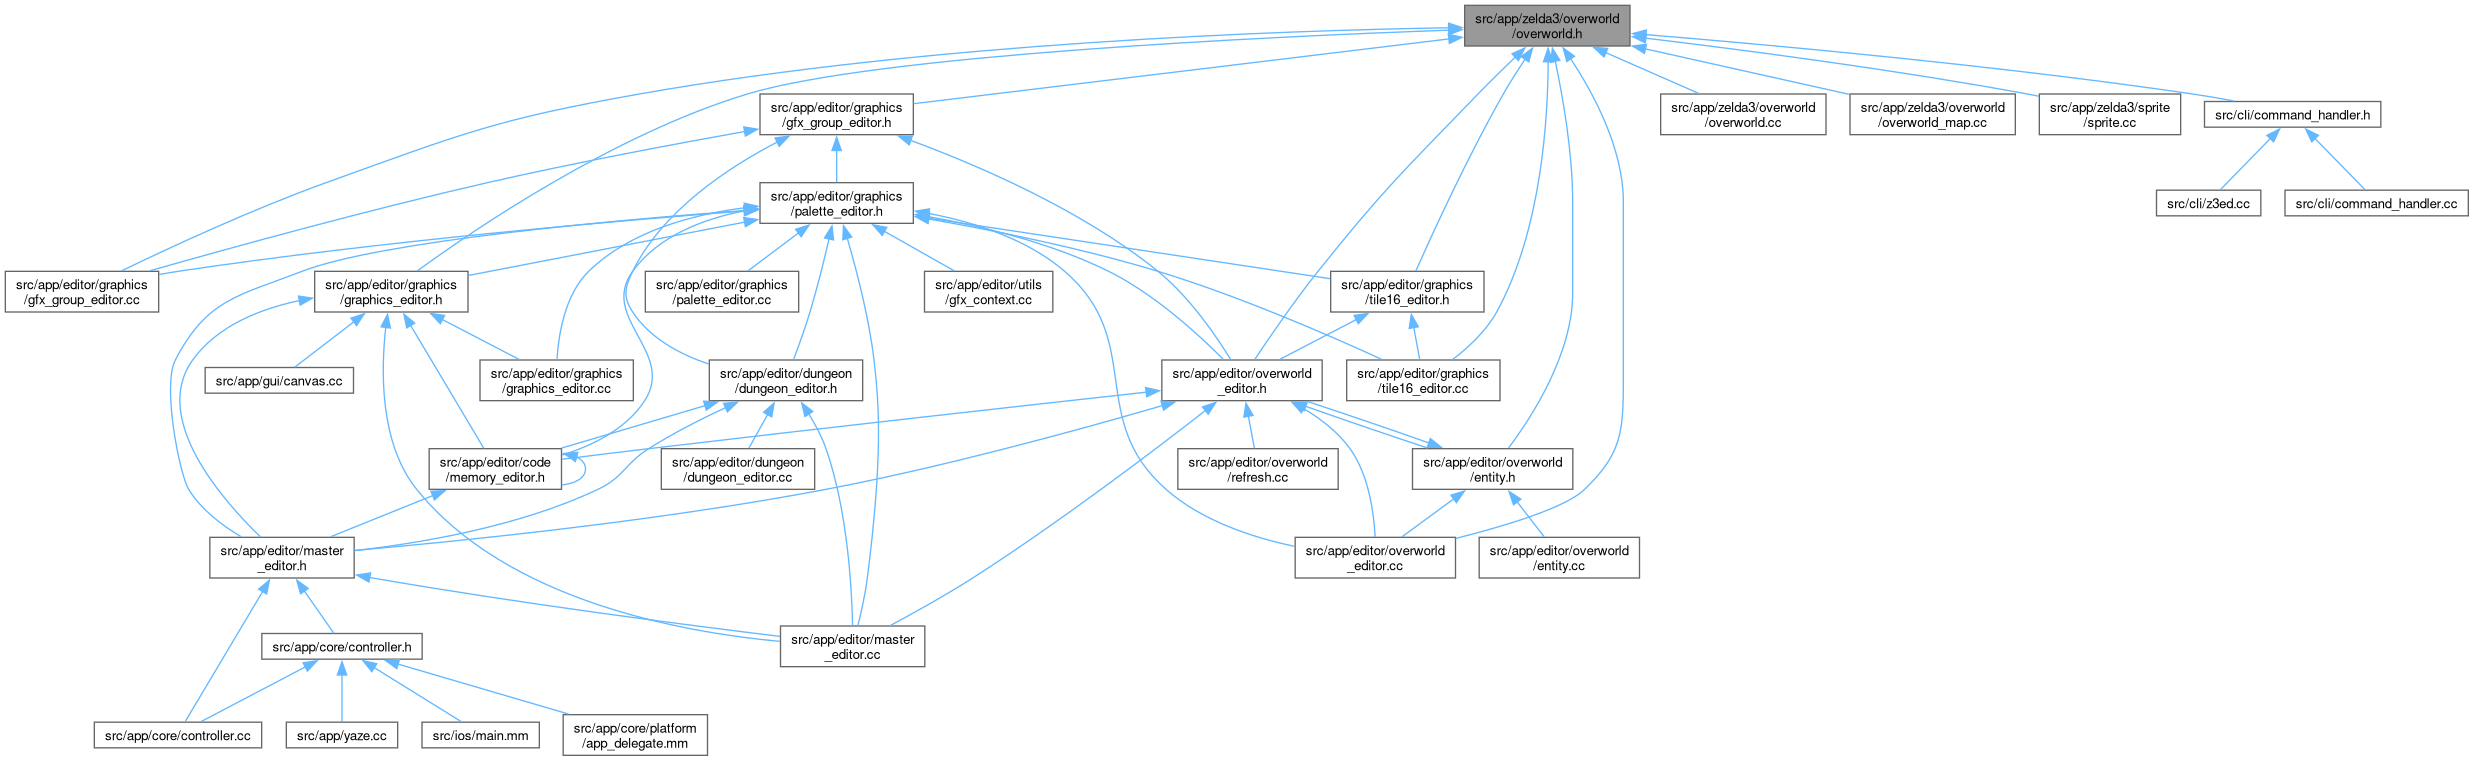 src/app/zelda3/overworld
/overworld.h
src/app/editor/graphics
/gfx_group_editor.h
src/app/zelda3/overworld
/overworld.cc
src/app/zelda3/overworld
/overworld_map.cc
src/app/zelda3/sprite
/sprite.cc
src/cli/command_handler.h
src/app/editor/graphics
/palette_editor.h
src/cli/z3ed.cc
src/cli/command_handler.cc
src/app/editor/graphics
/gfx_group_editor.cc
src/app/editor/graphics
/graphics_editor.h
src/app/editor/graphics
/palette_editor.cc
src/app/editor/utils
/gfx_context.cc
src/app/editor/graphics
/tile16_editor.h
src/app/gui/canvas.cc
src/app/editor/graphics
/graphics_editor.cc
src/app/editor/dungeon
/dungeon_editor.h
src/app/editor/overworld
_editor.h
src/app/editor/graphics
/tile16_editor.cc
src/app/editor/code
/memory_editor.h
src/app/editor/dungeon
/dungeon_editor.cc
src/app/editor/overworld
/refresh.cc
src/app/editor/overworld
/entity.h
src/app/editor/master
_editor.h
src/app/editor/overworld
_editor.cc
src/app/editor/overworld
/entity.cc
src/app/core/controller.h
src/app/editor/master
_editor.cc
src/app/core/controller.cc
src/app/yaze.cc
src/ios/main.mm
src/app/core/platform
/app_delegate.mm